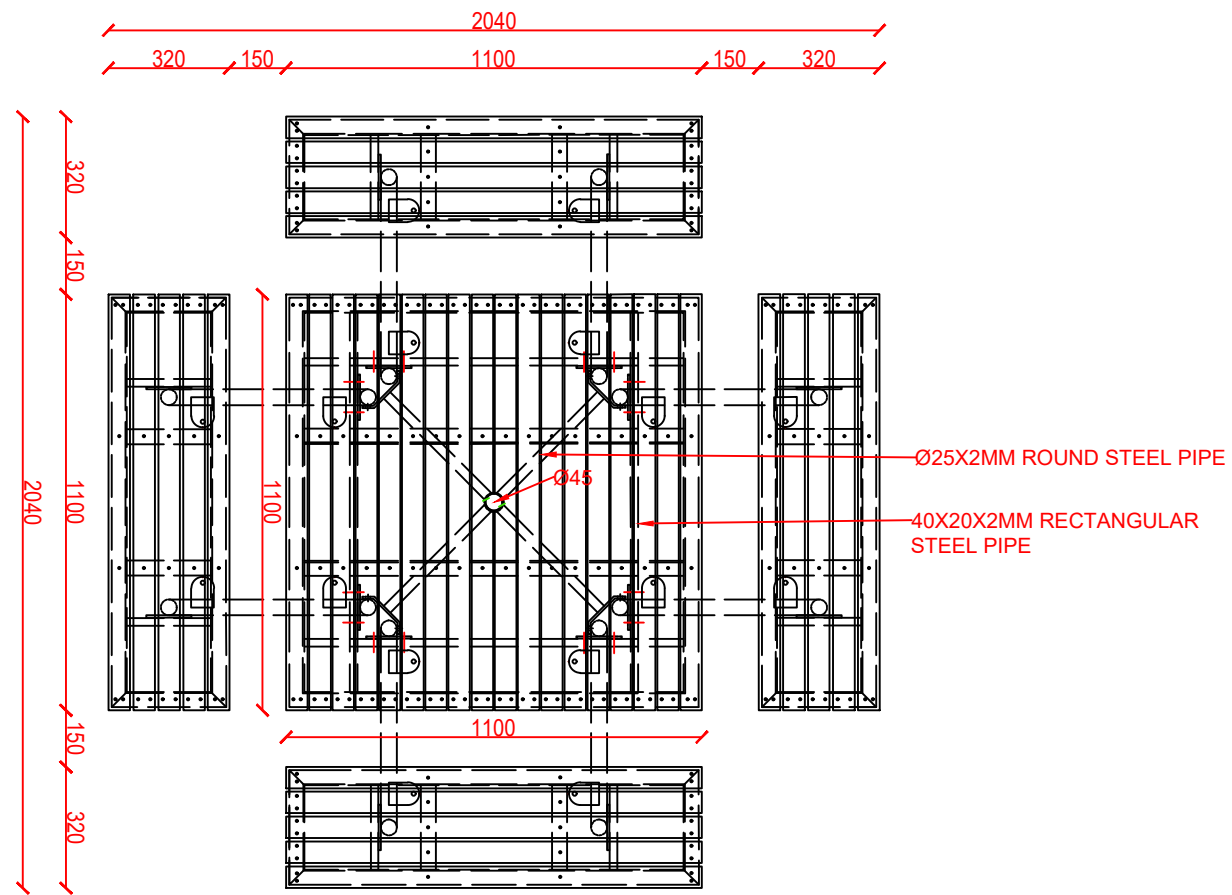 2040
320 150 1100 150 320
320
150
1100
2040
1100
150
320
Ø25X2MM ROUND STEEL PIPE
Ø45
40X20X2MM RECTANGULAR
STEEL PIPE
1100